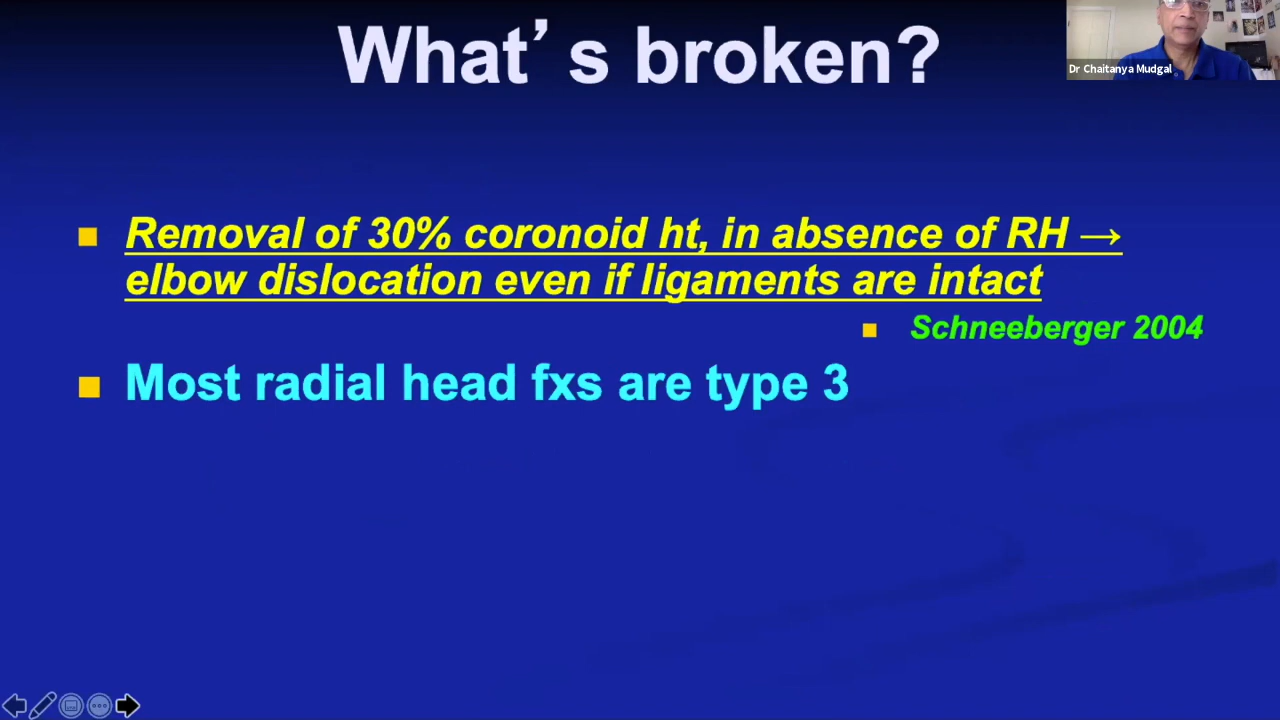 What's broken?
Dr Chaitanya Mudgal
Removal of 30% coronoid ht, in absence of RH →
elbow dislocation even if ligaments are intact
Schneeberger 2004
Most radial head fxs are type 3